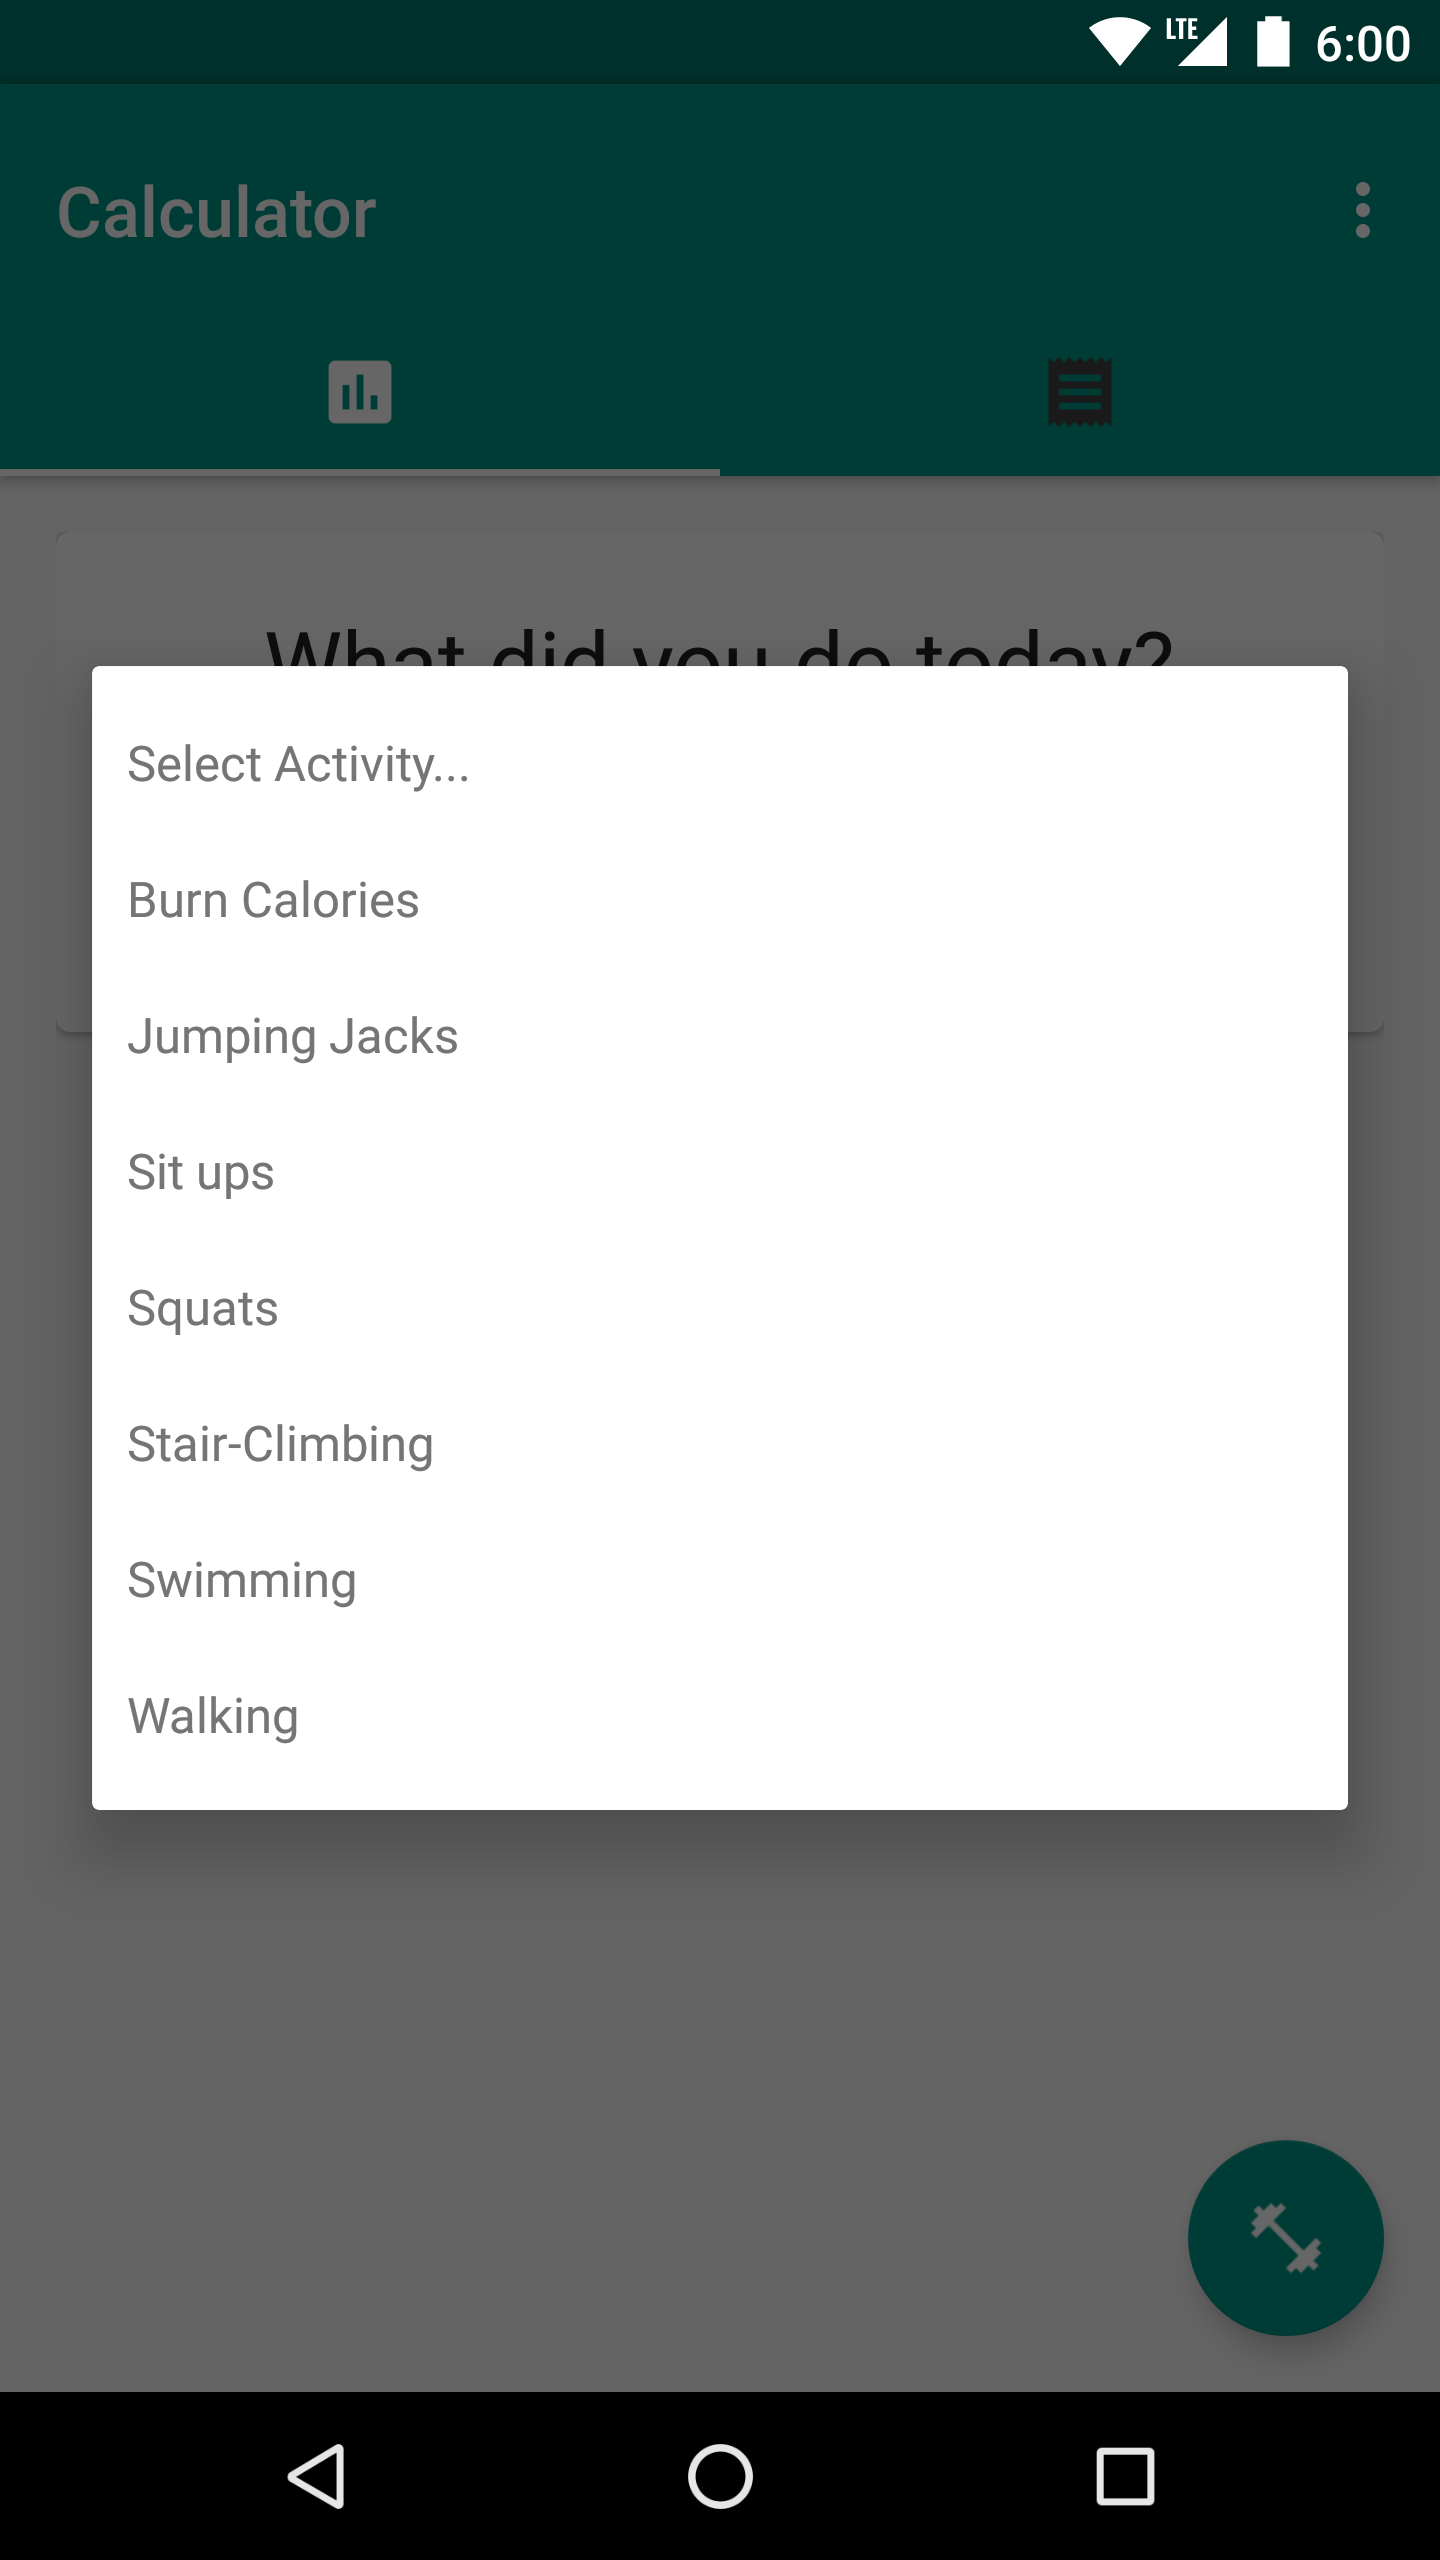 LTE 6:00
Calculator
What did you do today?
Select Activity...
Burn Calories
Jumping Jacks
Sit ups
Squats
Stair-Climbing
Swimming
Walking